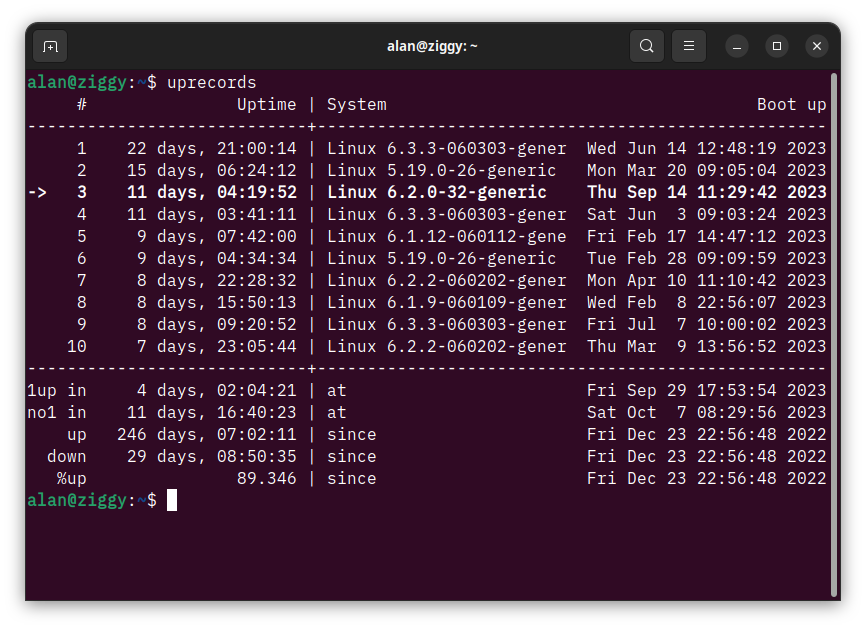 alan@ziggy: ~
alan@ziggy:~$ uprecords
     #               Uptime | System                                     Boot up
----------------------------+---------------------------------------------------
     1    22 days, 21:00:14 | Linux 6.3.3-060303-gener  Wed Jun 14 12:48:19 2023
     2    15 days, 06:24:12 | Linux 5.19.0-26-generic   Mon Mar 20 09:05:04 2023
->   3    11 days, 04:19:52 | Linux 6.2.0-32-generic    Thu Sep 14 11:29:42 2023
     4    11 days, 03:41:11 | Linux 6.3.3-060303-gener  Sat Jun  3 09:03:24 2023
     5     9 days, 07:42:00 | Linux 6.1.12-060112-gene  Fri Feb 17 14:47:12 2023
     6     9 days, 04:34:34 | Linux 5.19.0-26-generic   Tue Feb 28 09:09:59 2023
     7     8 days, 22:28:32 | Linux 6.2.2-060202-gener  Mon Apr 10 11:10:42 2023
     8     8 days, 15:50:13 | Linux 6.1.9-060109-gener  Wed Feb  8 22:56:07 2023
     9     8 days, 09:20:52 | Linux 6.3.3-060303-gener  Fri Jul  7 10:00:02 2023
    10     7 days, 23:05:44 | Linux 6.2.2-060202-gener  Thu Mar  9 13:56:52 2023
----------------------------+---------------------------------------------------
1up in     4 days, 02:04:21 | at                        Fri Sep 29 17:53:54 2023
no1 in    11 days, 16:40:23 | at                        Sat Oct  7 08:29:56 2023
    up   246 days, 07:02:11 | since                     Fri Dec 23 22:56:48 2022
  down    29 days, 08:50:35 | since                     Fri Dec 23 22:56:48 2022
   %up               89.346 | since                     Fri Dec 23 22:56:48 2022
alan@ziggy:~$